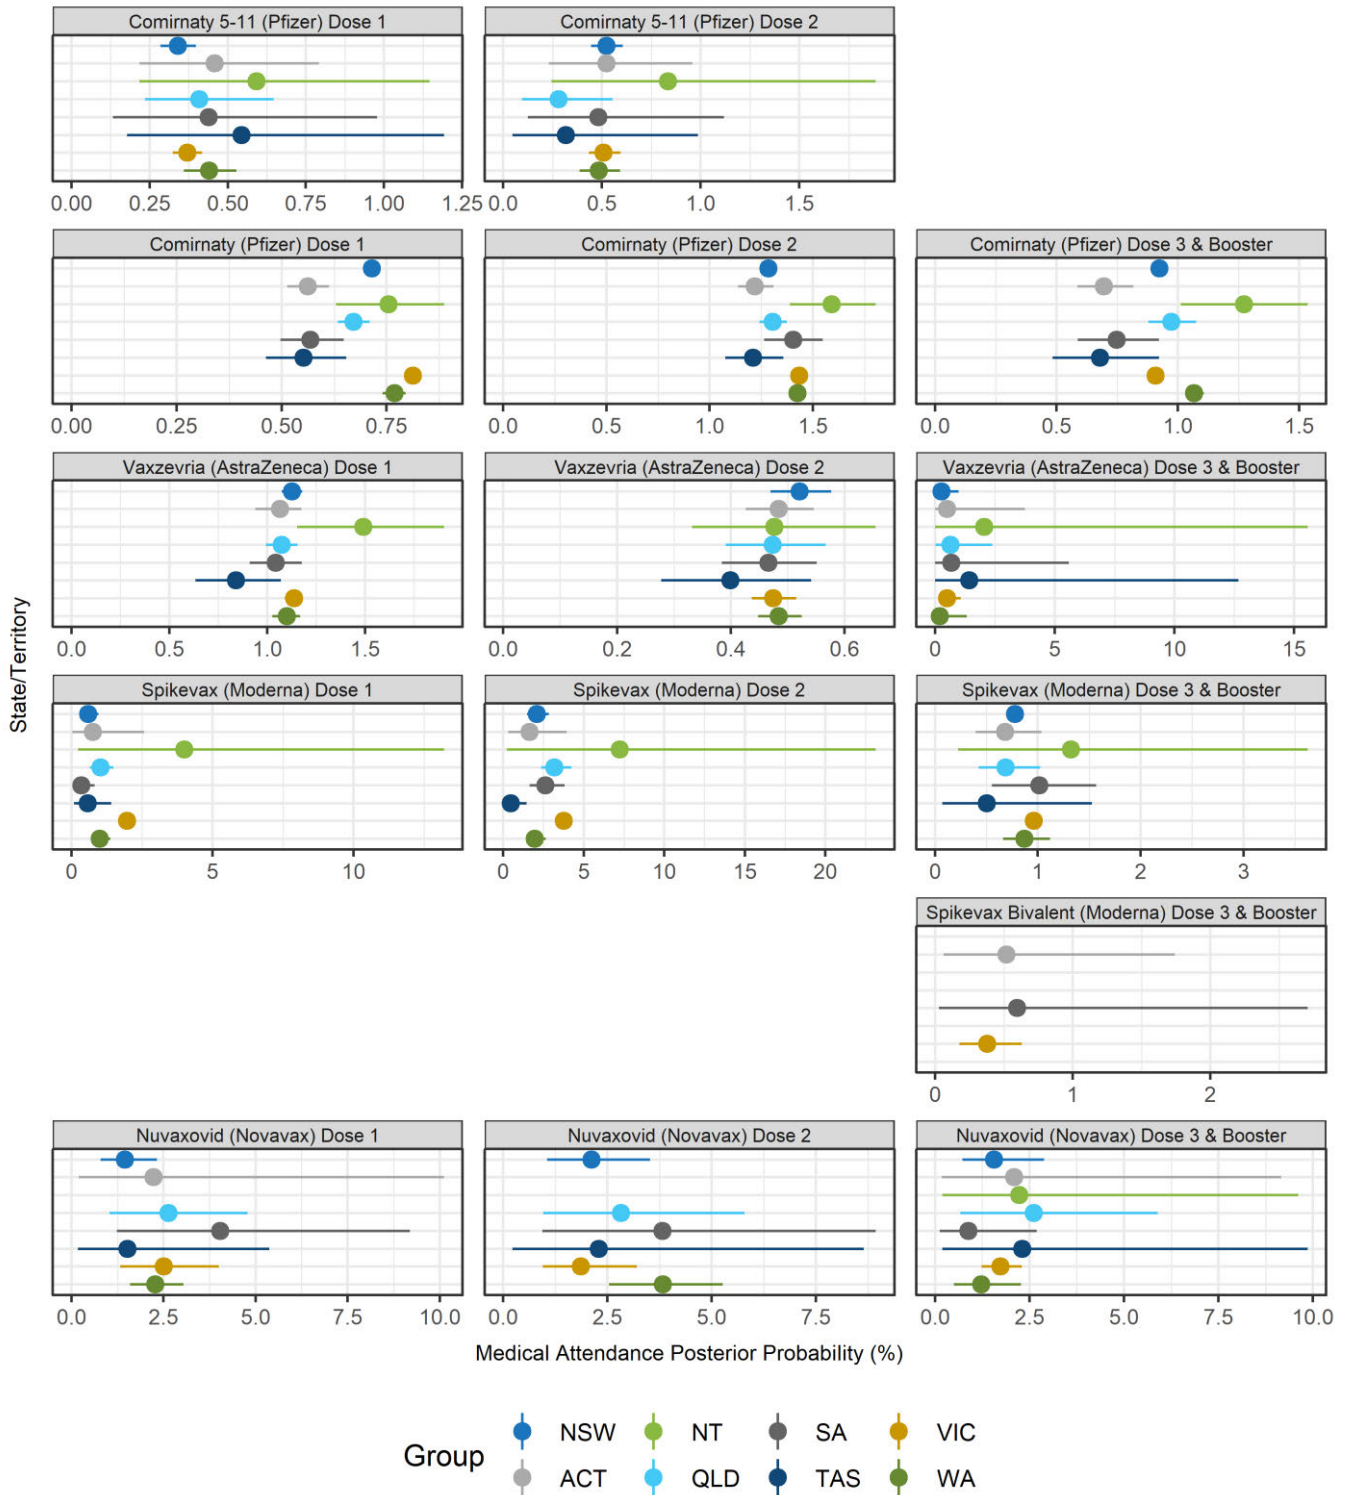 Comirnaty 5-11 (Pfizer) Dose 1
Comirnaty 5-11 (Pfizer) Dose 2
0.00 0.25 0.50 0.75 1.00 1.25
0.0 0.5 1.0 1.5
Comirnaty (Pfizer) Dose 1
Comirnaty (Pfizer) Dose 2
Comirnaty (Pfizer) Dose 3 & Booster
0.00 0.25 0.50 0.75
0.0 0.5 1.0 1.5
0.0 0.5 1.0 1.5
Vaxzevria (AstraZeneca) Dose 1
Vaxzevria (AstraZeneca) Dose 2
Vaxzevria (AstraZeneca) Dose 3 & Booster
0.0 0.5 1.0 1.5
0.0 0.2 0.4 0.6
0 5 10 15
State/Territory
Spikevax (Moderna) Dose 1
Spikevax (Moderna) Dose 2
Spikevax (Moderna) Dose 3 & Booster
0 5 10
0 5 10 15 20
0 1 2 3
Spikevax Bivalent (Moderna) Dose 3 & Booster
0 1 2
Nuvaxovid (Novavax) Dose 1
Nuvaxovid (Novavax) Dose 2
Nuvaxovid (Novavax) Dose 3 & Booster
0.0 2.5 5.0 7.5 10.0
0.0 2.5 5.0 7.5
0.0 2.5 5.0 7.5 10.0
Medical Attendance Posterior Probability (%)
Group
NSW NT SA VIC
ACT QLD TAS WA